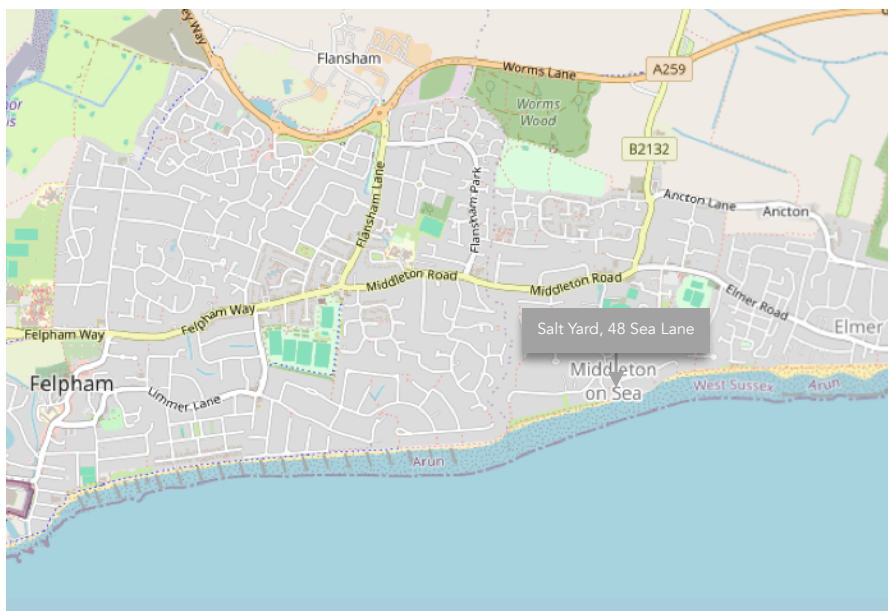 ey Way
Flansham
Worms Lane
A259
Worms
Wood
B2132
Flansham Lane
Flansham Park
Ancton Lane
Ancton
Middleton Road
Middleton Road
Elmer Road
Felpham Way
Felpham Way
Salt Yard, 48 Sea Lane
Elmer
Felpham
Limmer Lane
Middleton
on Sea
West Sussex
Arun
Arun